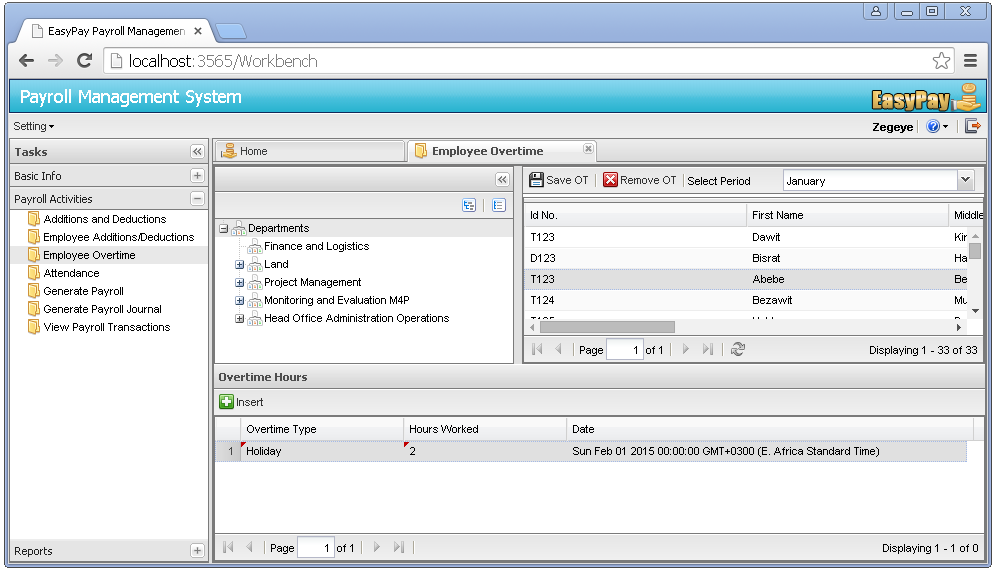 EasyPay Payroll Managemen
localhost:3565/Workbench
Payroll Management System
EasyPay
Setting
Zegeye
Tasks
Basic Info
Payroll Activities
Additions and Deductions
Employee Additions/Deductions
Employee Overtime
Attendance
Generate Payroll
Generate Payroll Journal
View Payroll Transactions
Reports
Home
Employee Overtime
Departments
Finance and Logistics
Land
Project Management
Monitoring and Evaluation M4P
Head Office Administration Operations
Save OT Remove OT Select Period January
Id No. First Name Middle
T123 Dawit Kir
D123 Bisrat Ha
T123 Abebe Be
T124 Bezawit Mu
Page 1 of 1 Displaying 1 - 33 of 33
Overtime Hours
Insert
Overtime Type Hours Worked Date
1 Holiday 2 Sun Feb 01 2015 00:00:00 GMT+0300 (E. Africa Standard Time)
Page 1 of 1 Displaying 1 - 1 of 0